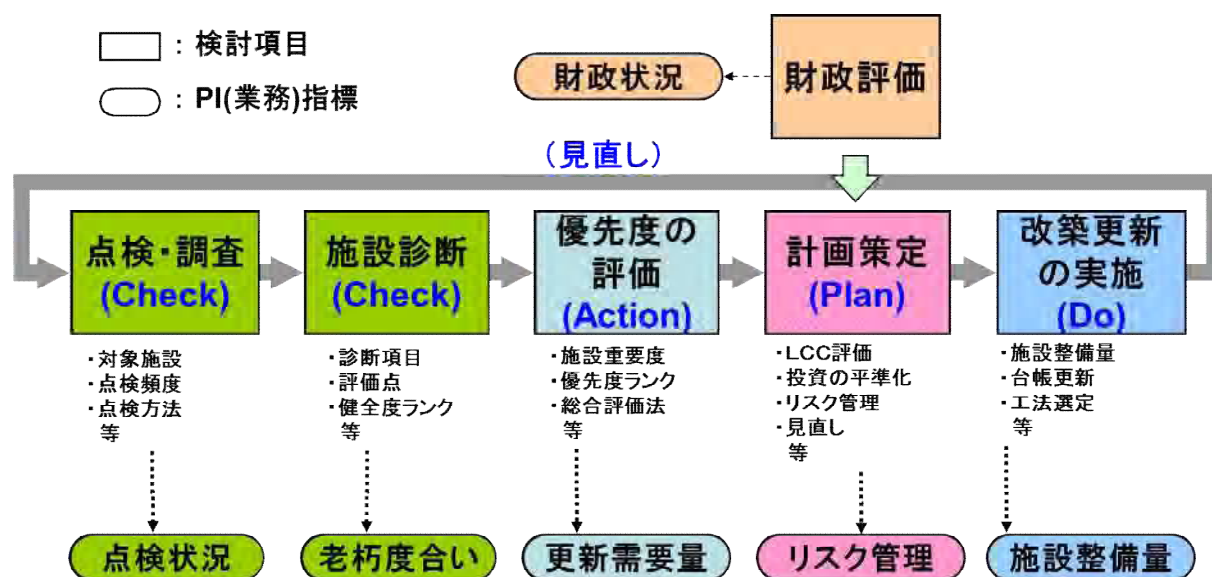 ：検討項目
：PI(業務)指標
財政状況
財政評価
(見直し)
点検・調査
(Check)
施設診断
(Check)
優先度の
評価
(Action)
計画策定
(Plan)
改築更新
の実施
(Do)
・対象施設
・点検頻度
・点検方法
等
・診断項目
・評価点
・健全度ランク
等
・施設重要度
・優先度ランク
・総合評価法
等
・LCC評価
・投資の平準化
・リスク管理
・見直し
等
・施設整備量
・台帳更新
・工法選定
等
点検状況
老朽度合い
更新需要量
リスク管理
施設整備量